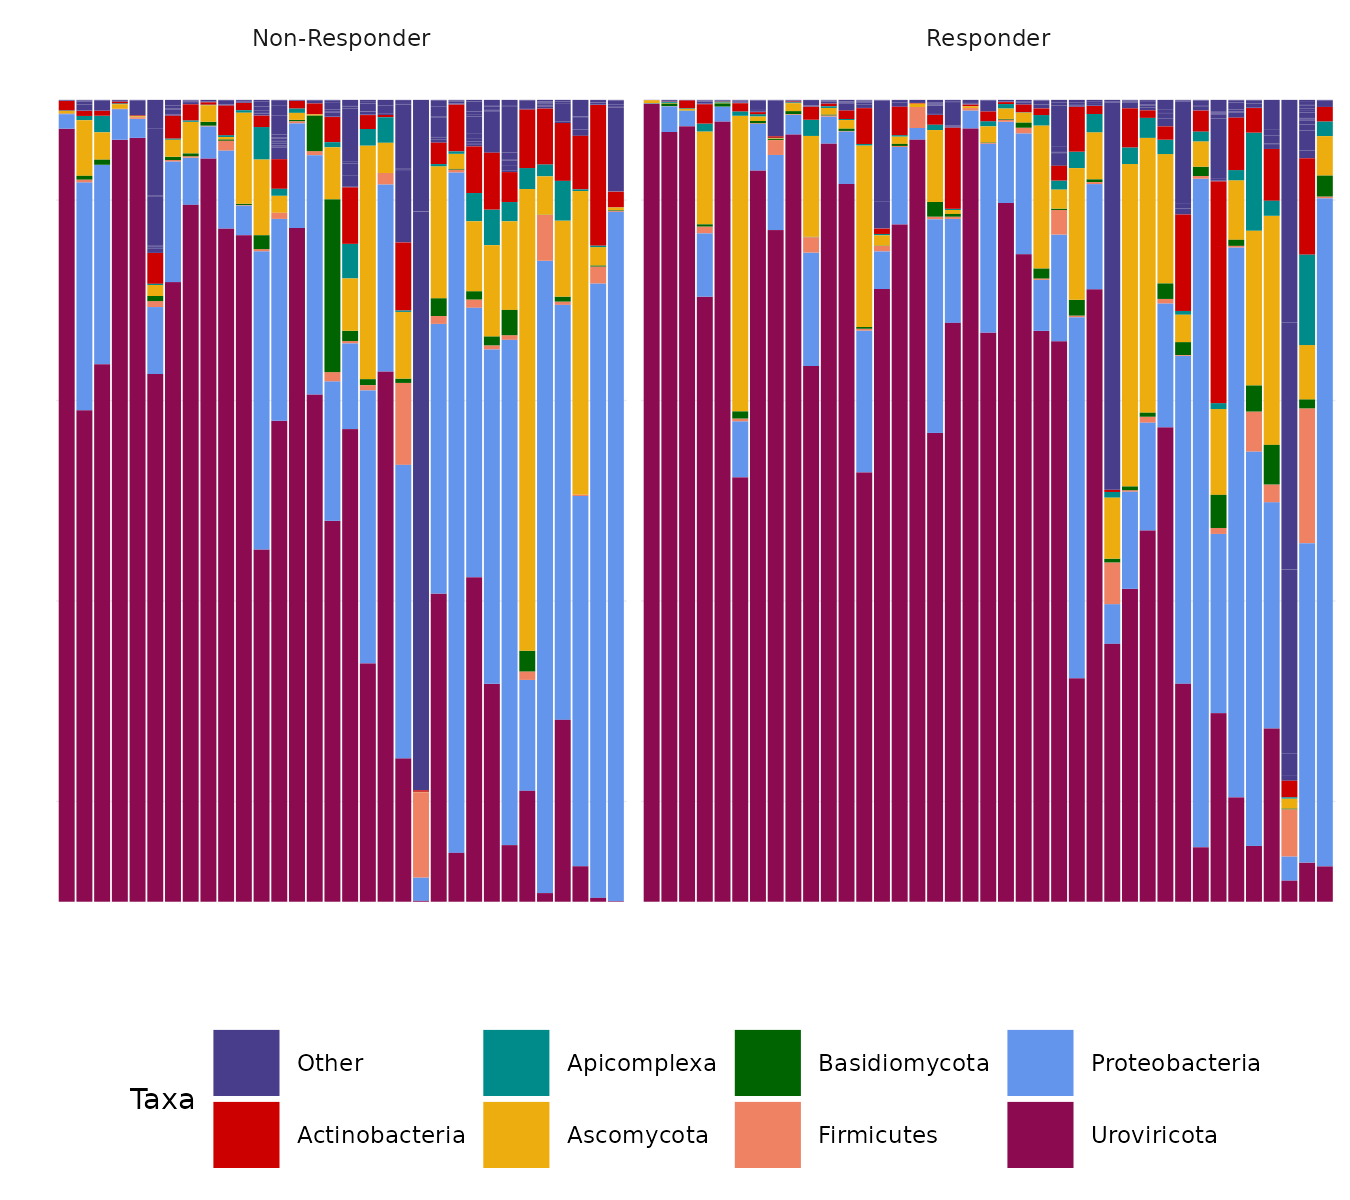 Non-Responder
Responder
Taxa
Other
Apicomplexa
Basidiomycota
Proteobacteria
Actinobacteria
Ascomycota
Firmicutes
Uroviricota